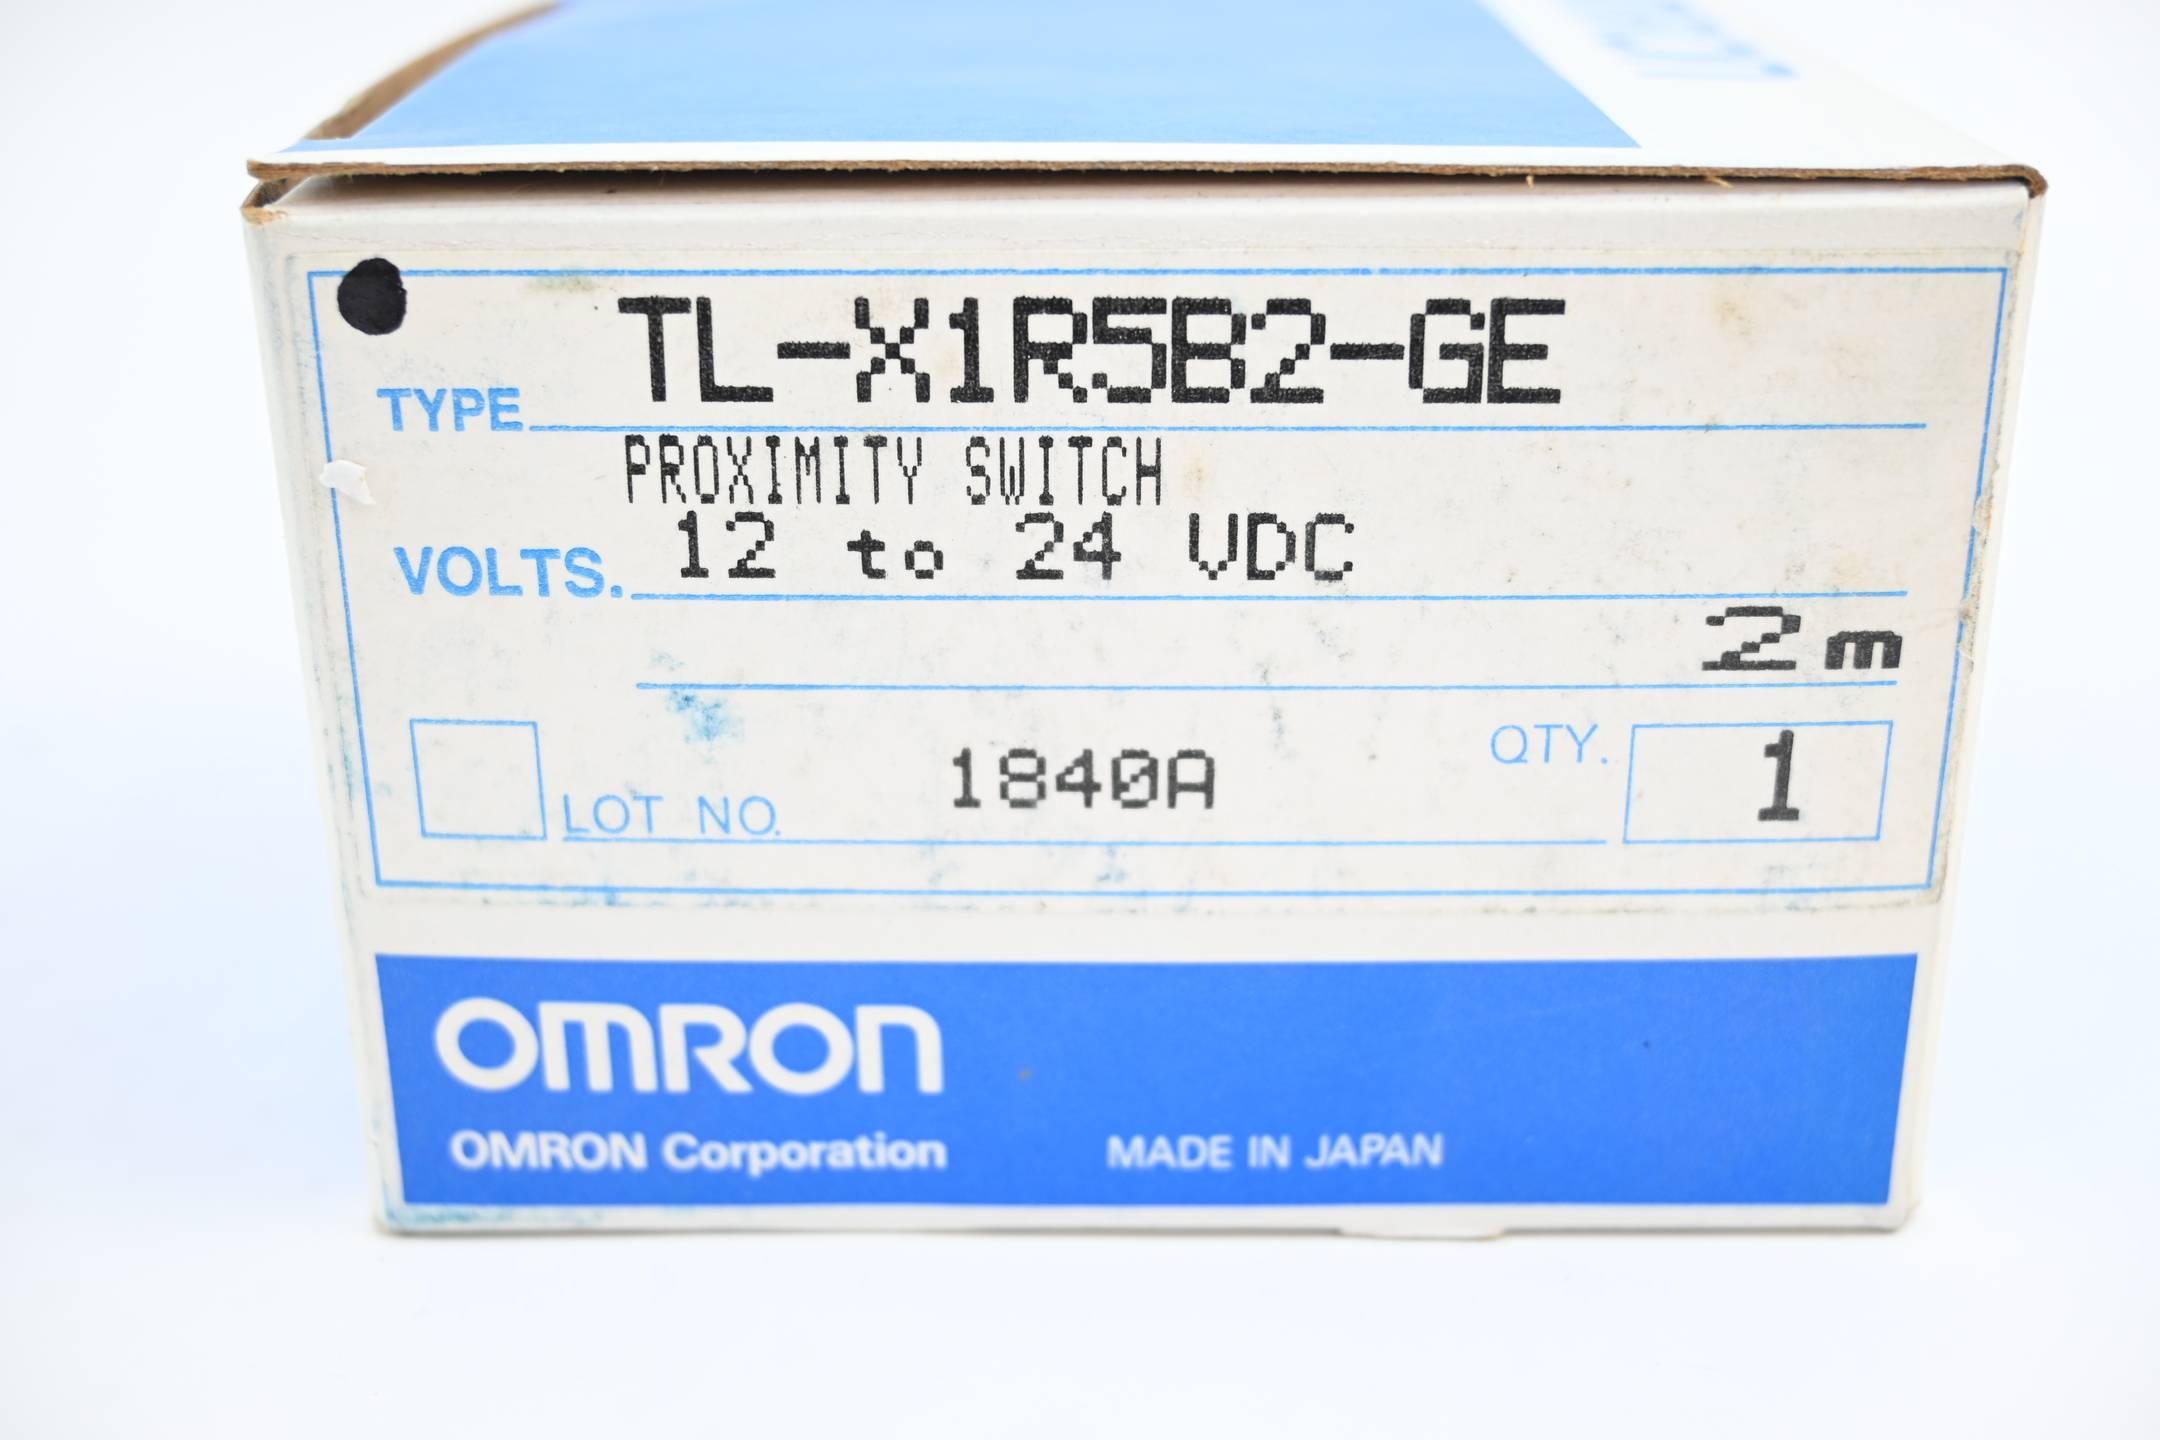 TYPE TL-X1R5B2-GE
PROXIMITY SWITCH
VOLTS. 12 to 24 VDC
2m
LOT NO. 1840A QTY. 1
OMRON
OMRON Corporation MADE IN JAPAN